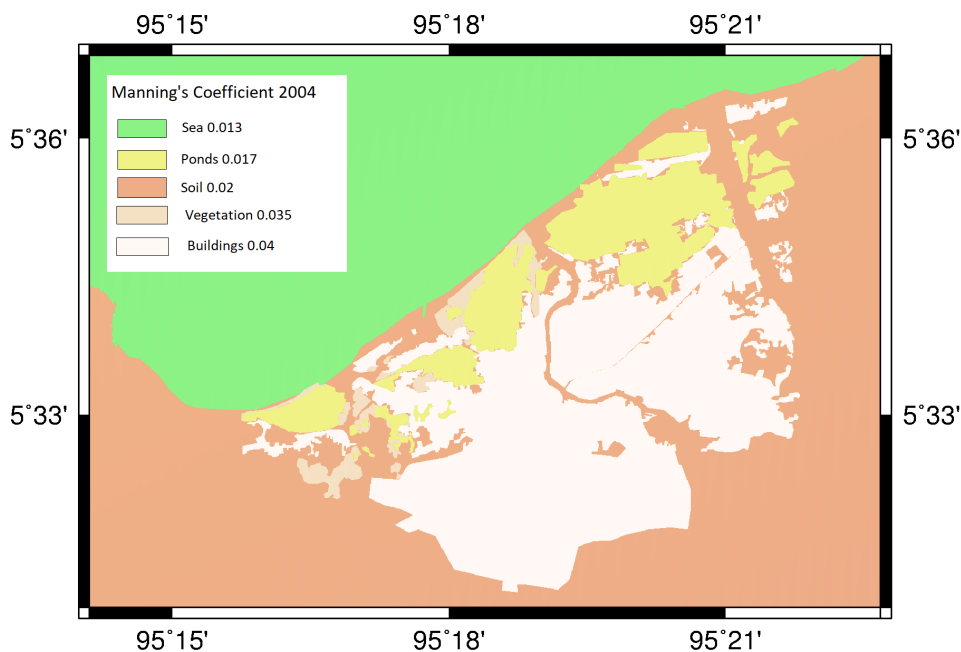 95°15' 95°18' 95°21'
Manning's Coefficient 2004
Sea 0.013
Ponds 0.017
Soil 0.02
Vegetation 0.035
Buildings 0.04
5°36' 5°36'
5°33' 5°33'
95°15' 95°18' 95°21'